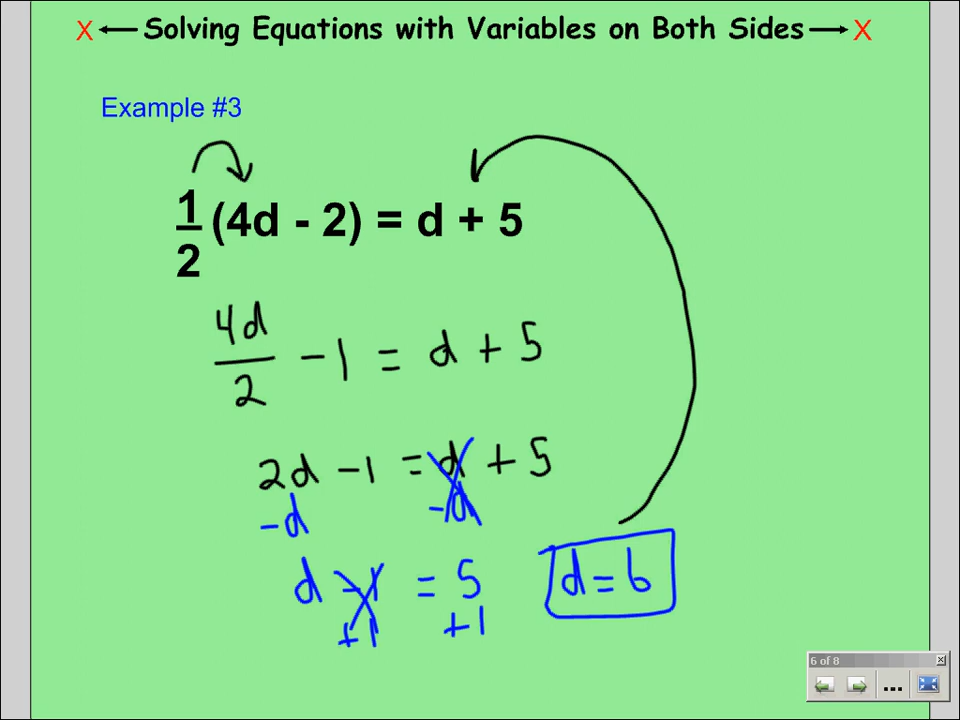 X ← Solving Equations with Variables on Both Sides → X
Example #3
1/2 (4d - 2) = d + 5
4d/2 - 1 = d + 5
2d - 1 = d + 5
-d -d
d - 1 = 5
+1 +1
d = 6
6 of 8
...